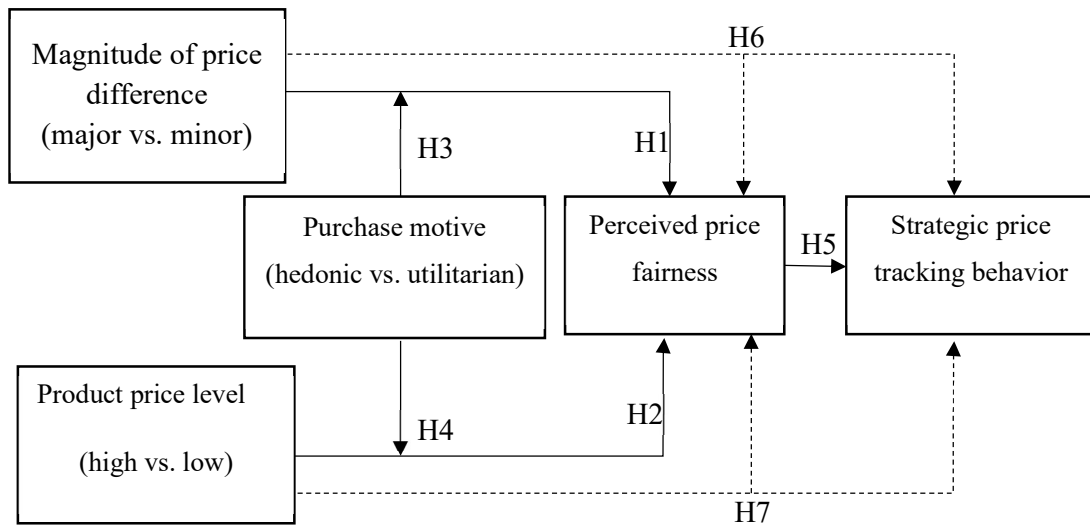 H6
Magnitude of price
difference
(major vs. minor)
H3
H1
Purchase motive
(hedonic vs. utilitarian)
Perceived price
fairness
H5
Strategic price
tracking behavior
Product price level
(high vs. low)
H4
H2
H7